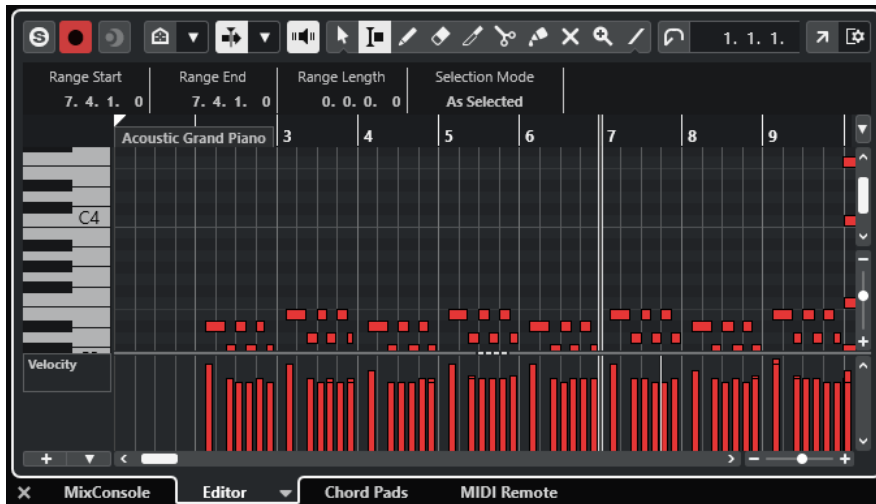 S 1. 1. 1.
Range Start Range End Range Length Selection Mode
7. 4. 1. 0 7. 4. 1. 0 0. 0. 0. 0 As Selected
Acoustic Grand Piano 3 4 5 6 7 8 9
C4
Velocity
MixConsole Editor Chord Pads MIDI Remote